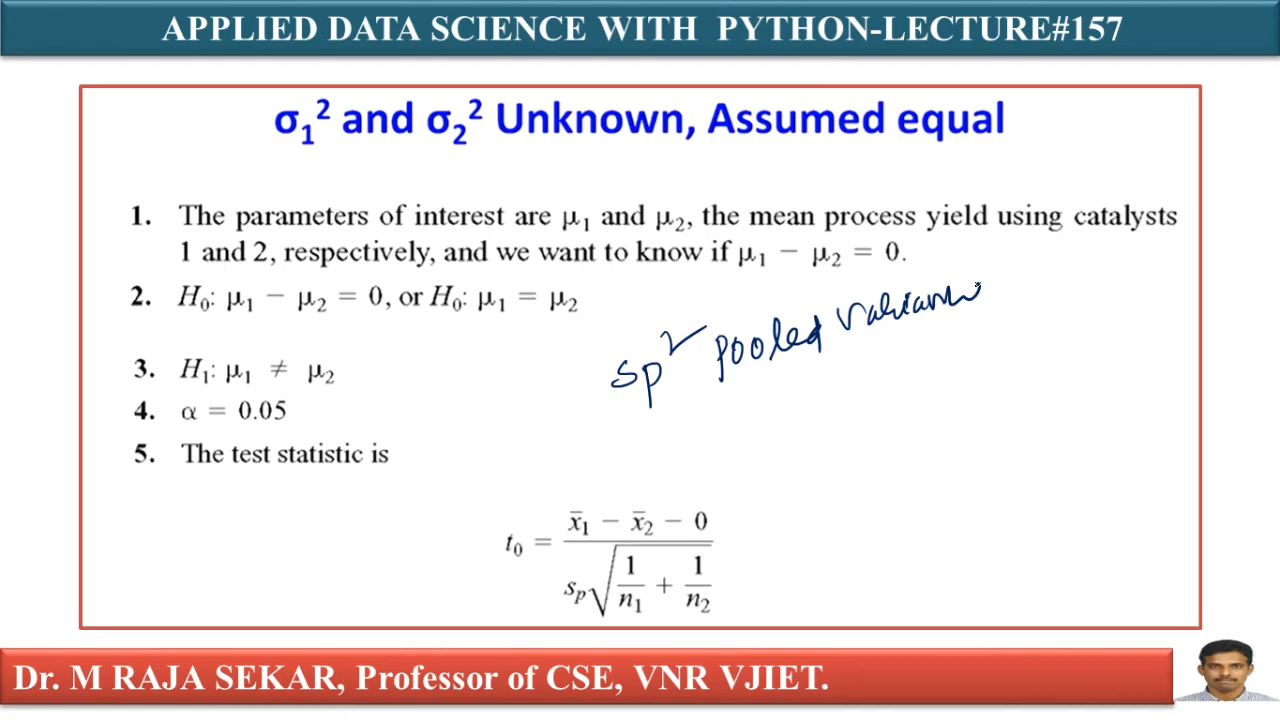 APPLIED DATA SCIENCE WITH PYTHON-LECTURE#157
σ₁² and σ₂² Unknown, Assumed equal
1. The parameters of interest are μ₁ and μ₂, the mean process yield using catalysts
1 and 2, respectively, and we want to know if μ₁ − μ₂ = 0.
2. H₀: μ₁ − μ₂ = 0, or H₀: μ₁ = μ₂
sp² pooled variance
3. H₁: μ₁ ≠ μ₂
4. α = 0.05
5. The test statistic is
t₀ = (x̄₁ − x̄₂ − 0) / (sₚ√(1/n₁ + 1/n₂))
Dr. M RAJA SEKAR, Professor of CSE, VNR VJIET.